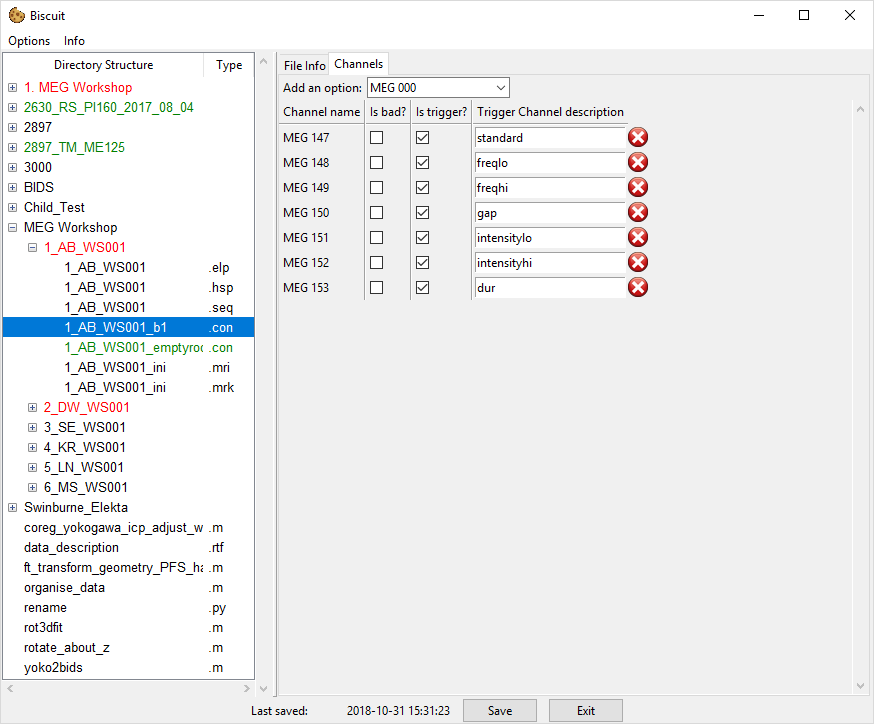 Biscuit
Options Info
Directory Structure Type
1. MEG Workshop
2630_RS_PI160_2017_08_04
2897
2897_TM_ME125
3000
BIDS
Child_Test
MEG Workshop
1_AB_WS001
1_AB_WS001 .elp
1_AB_WS001 .hsp
1_AB_WS001 .seq
1_AB_WS001_b1 .con
1_AB_WS001_emptyroo .con
1_AB_WS001_ini .mri
1_AB_WS001_ini .mrk
2_DW_WS001
3_SE_WS001
4_KR_WS001
5_LN_WS001
6_MS_WS001
Swinburne_Elekta
coreg_yokogawa_icp_adjust_w .m
data_description .rtf
ft_transform_geometry_PFS_ha .m
organise_data .m
rename .py
rot3dfit .m
rotate_about_z .m
yoko2bids .m
File Info Channels
Add an option: MEG 000
Channel name Is bad? Is trigger? Trigger Channel description
MEG 147 standard
MEG 148 freqlo
MEG 149 freqhi
MEG 150 gap
MEG 151 intensitylo
MEG 152 intensityhi
MEG 153 dur
Last saved: 2018-10-31 15:31:23 Save Exit